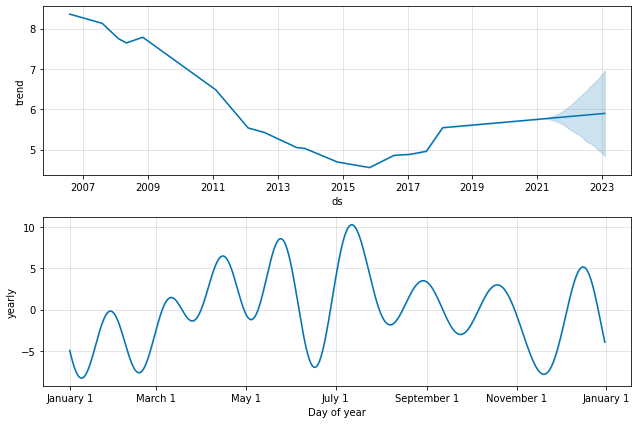 8
7
6
5
trend
2007 2009 2011 2013 2015 2017 2019 2021 2023
ds
10
5
0
−5
yearly
January 1 March 1 May 1 July 1 September 1 November 1 January 1
Day of year